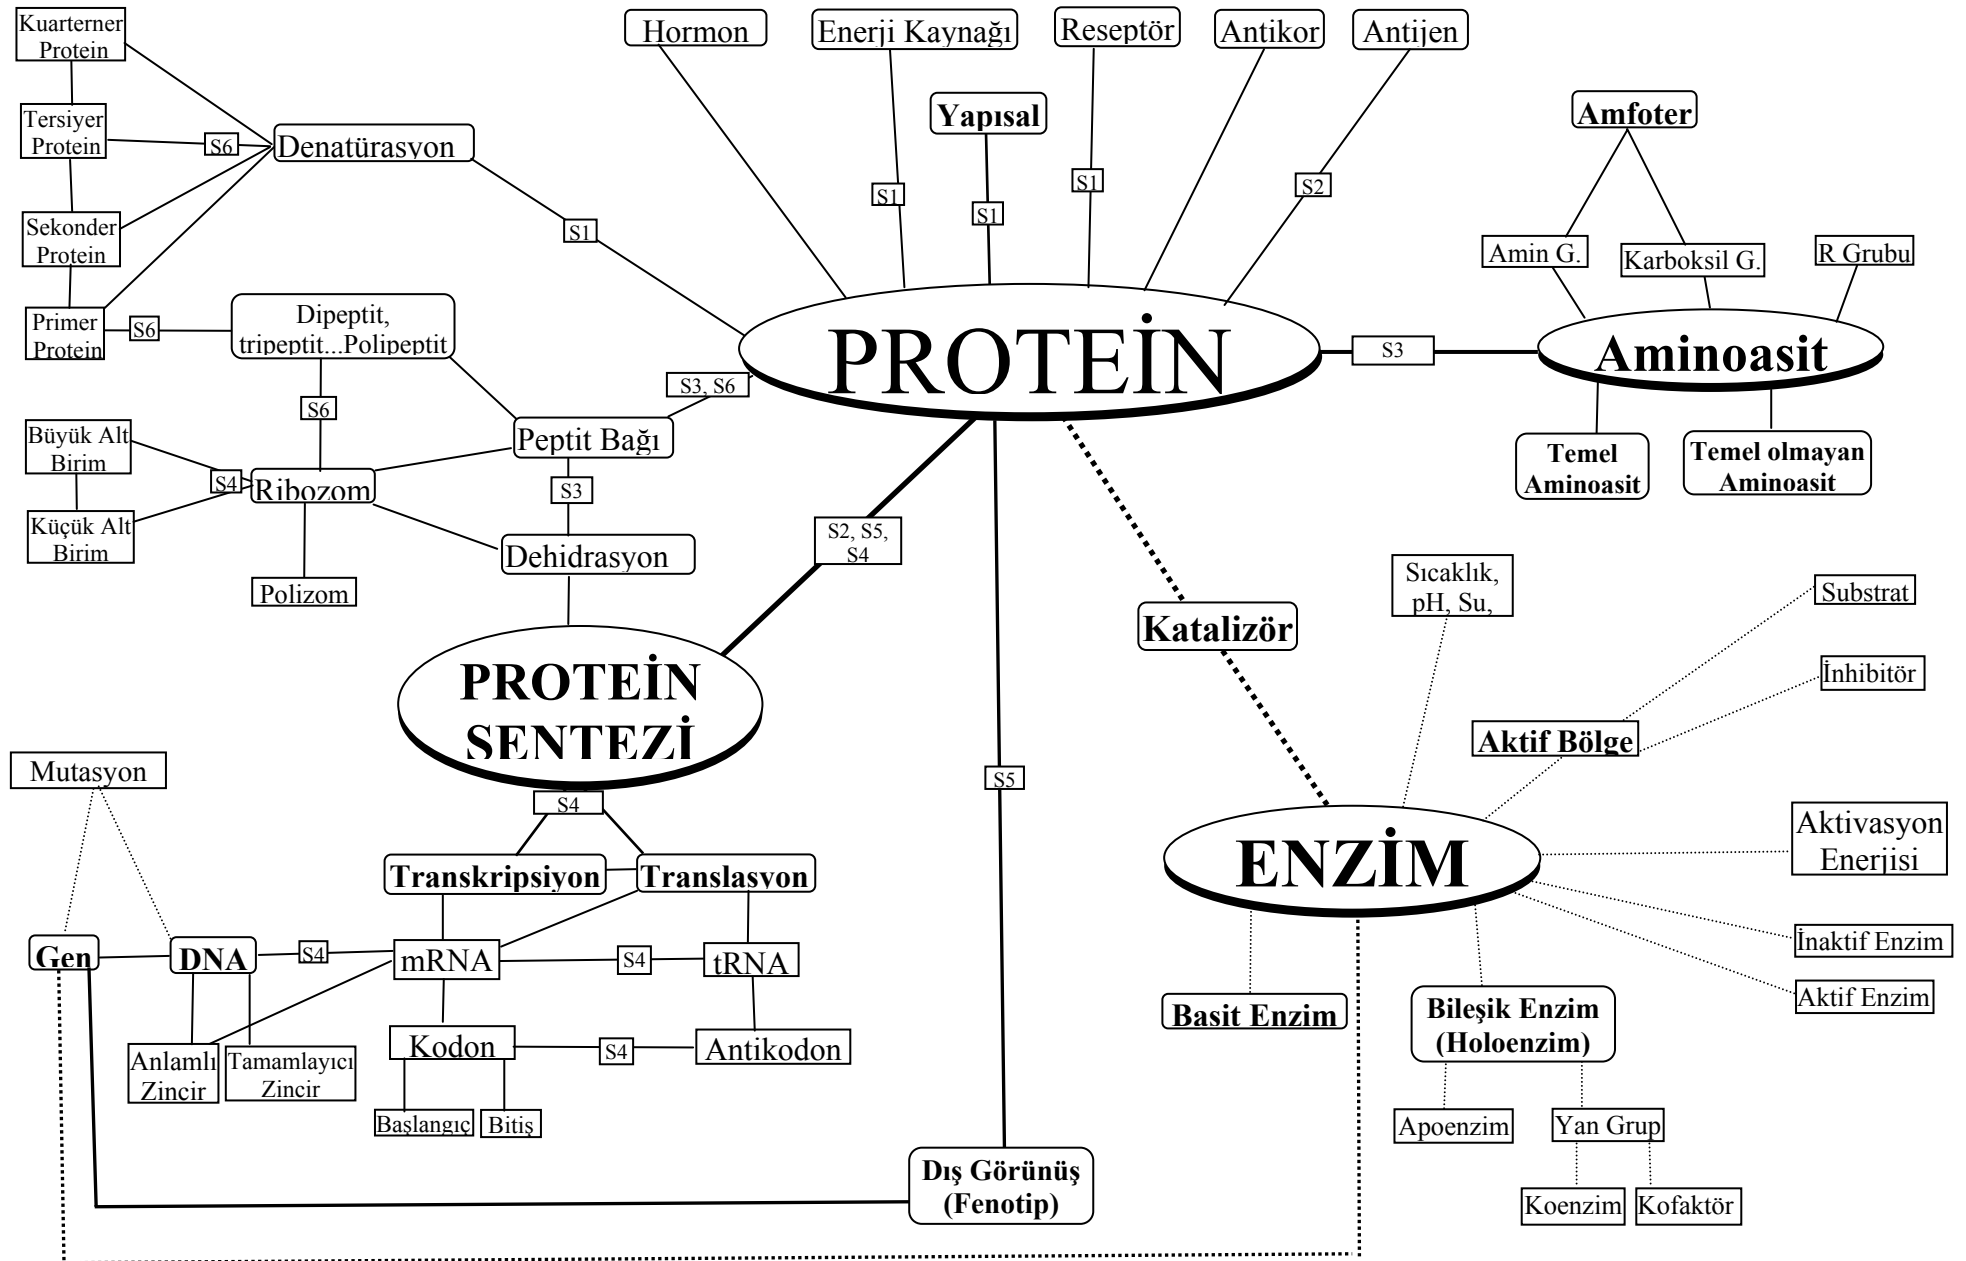 Kuarterner
Protein
Hormon
Enerji Kaynağı
Reseptör
Antikor
Antijen
Tersiyer
Protein
S6
Denatürasyon
Yapısal
Amfoter
S1
S1
S1
S2
Sekonder
Protein
S1
Amin G.
Karboksil G.
R Grubu
Primer
Protein
S6
Dipeptit,
tripeptit...Polipeptit
PROTEİN
S3
Aminoasit
S3, S6
S6
Büyük Alt
Birim
Peptit Bağı
Temel
Aminoasit
Temel olmayan
Aminoasit
S4
Ribozom
S3
Küçük Alt
Birim
S2, S5,
S4
Dehidrasyon
Polizom
Sıcaklık,
pH, Su,
Substrat
Katalizör
PROTEİN
SENTEZİ
İnhibitör
Aktif Bölge
Mutasyon
S5
S4
Aktivasyon
Enerjisi
Transkripsiyon
Translasyon
ENZİM
Gen
DNA
S4
mRNA
S4
tRNA
İnaktif Enzim
Aktif Enzim
Basit Enzim
Bileşik Enzim
(Holoenzim)
Anlamlı
Zincir
Tamamlayıcı
Zincir
Kodon
S4
Antikodon
Başlangıç
Bitiş
Apoenzim
Yan Grup
Dış Görünüş
(Fenotip)
Koenzim
Kofaktör